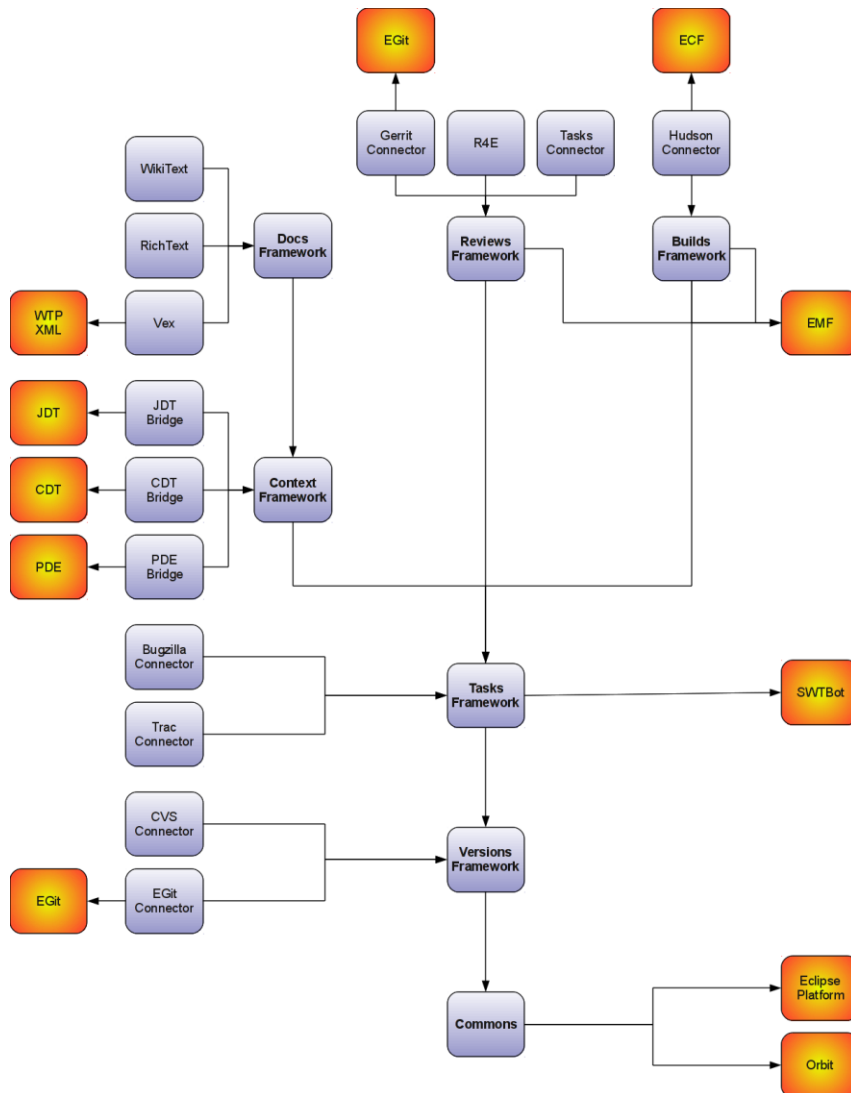 EGit
ECF
Gerrit
Connector
R4E
Tasks
Connector
Hudson
Connector
WikiText
RichText
Docs
Framework
Reviews
Framework
Builds
Framework
WTP
XML
Vex
EMF
JDT
JDT
Bridge
CDT
CDT
Bridge
Context
Framework
PDE
PDE
Bridge
Bugzilla
Connector
Tasks
Framework
SWTBot
Trac
Connector
CVS
Connector
Versions
Framework
EGit
EGit
Connector
Eclipse
Platform
Commons
Orbit